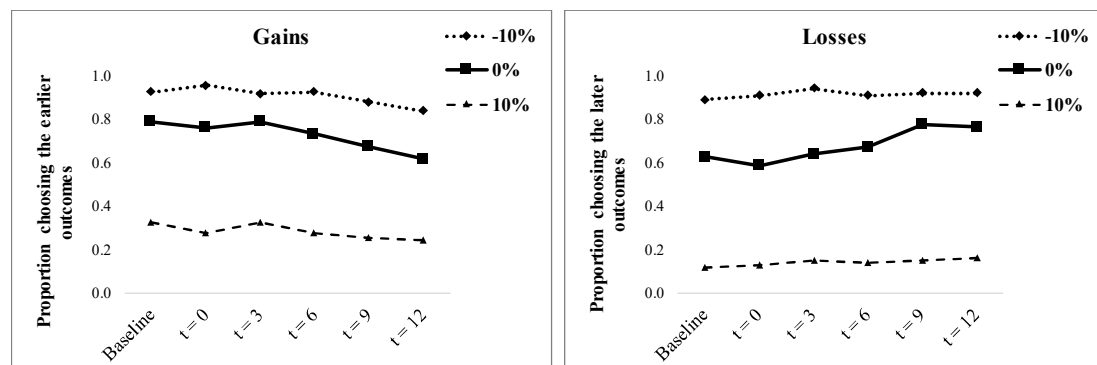 Gains
-10%
0%
10%
Proportion choosing the earlier
outcomes
1.0
0.8
0.6
0.4
0.2
0.0
Baseline
t = 0
t = 3
t = 6
t = 9
t = 12
Losses
-10%
0%
10%
Proportion choosing the later
outcomes
1.0
0.8
0.6
0.4
0.2
0.0
Baseline
t = 0
t = 3
t = 6
t = 9
t = 12